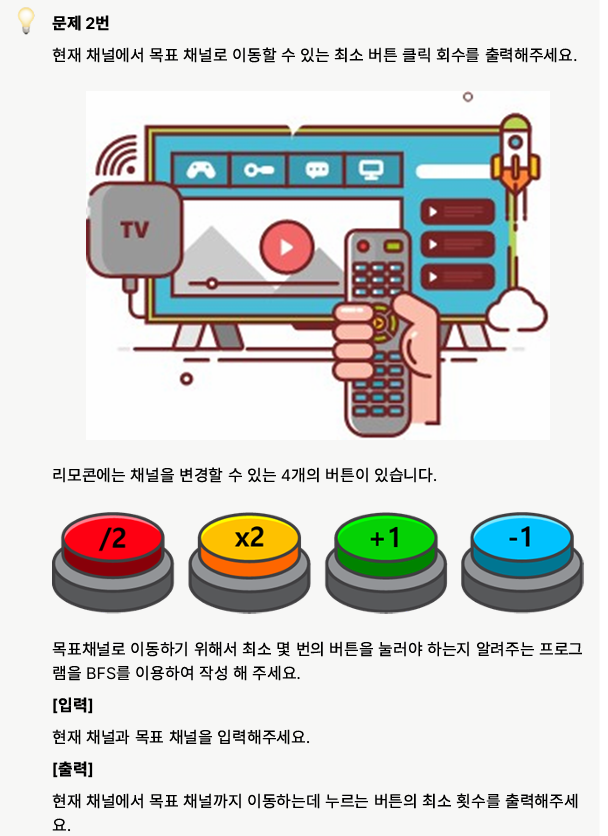 문제 2번
현재 채널에서 목표 채널로 이동할 수 있는 최소 버튼 클릭 회수를 출력해주세요.
TV
리모콘에는 채널을 변경할 수 있는 4개의 버튼이 있습니다.
/2 x2 +1 -1
목표채널로 이동하기 위해서 최소 몇 번의 버튼을 눌러야 하는지 알려주는 프로그
램을 BFS를 이용하여 작성 해 주세요.
[입력]
현재 채널과 목표 채널을 입력해주세요.
[출력]
현재 채널에서 목표 채널까지 이동하는데 누르는 버튼의 최소 횟수를 출력해주세
요.